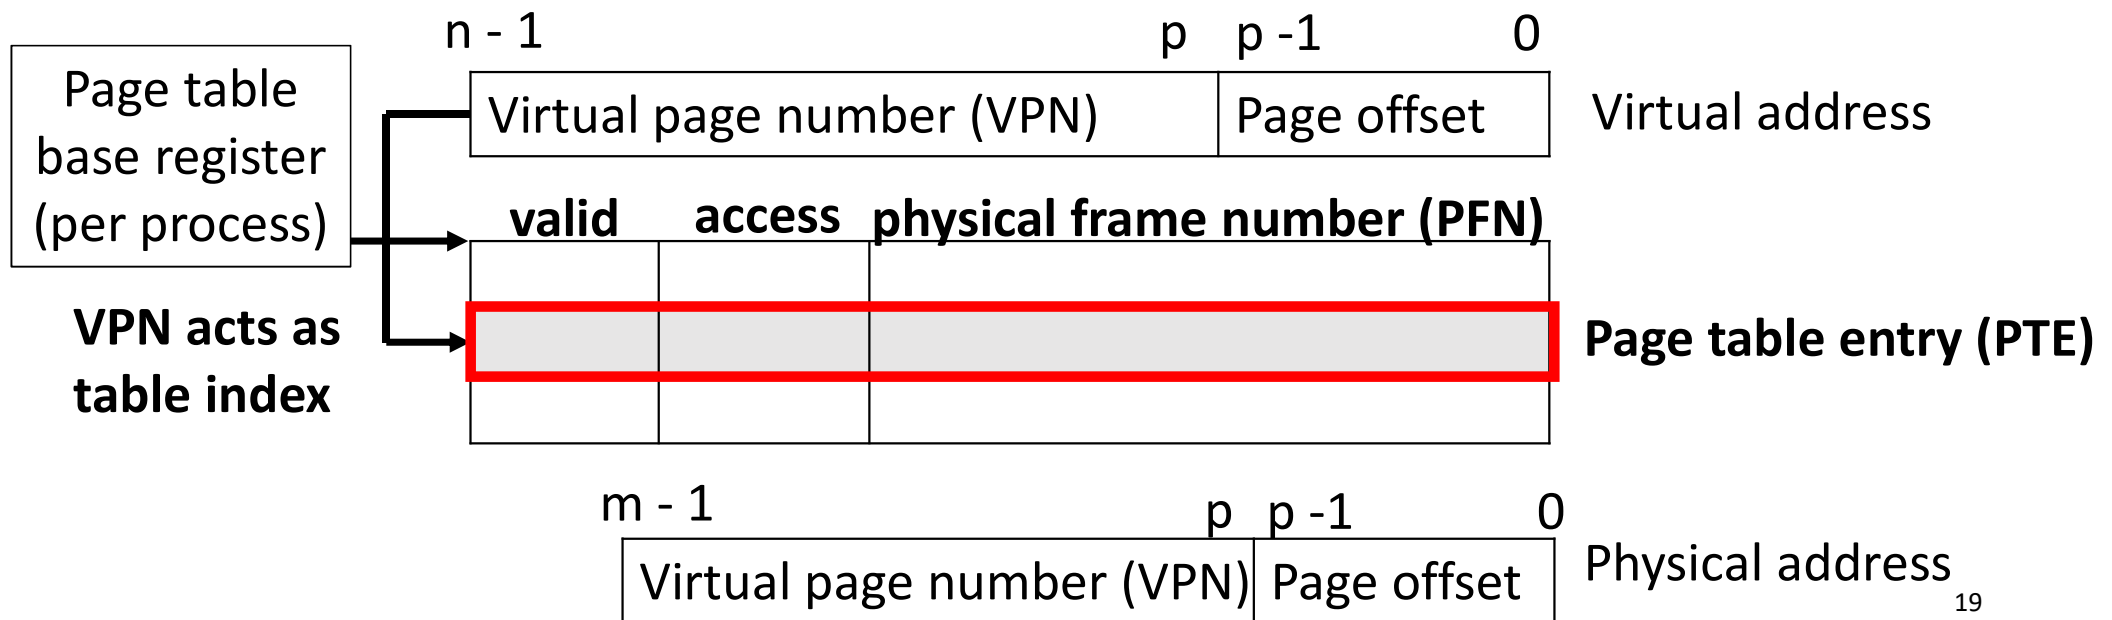 n - 1 p p -1 0
Page table
base register
(per process)
Virtual page number (VPN) Page offset Virtual address
valid access physical frame number (PFN)
VPN acts as
table index
Page table entry (PTE)
m - 1 p p -1 0
Virtual page number (VPN) Page offset Physical address
19